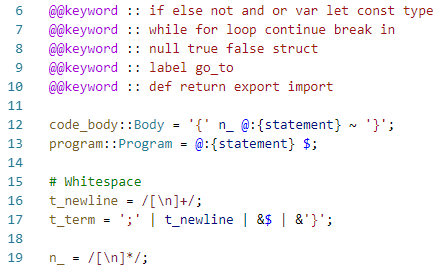 6 @@keyword :: if else not and or var let const type
7 @@keyword :: while for loop continue break in
8 @@keyword :: null true false struct
9 @@keyword :: label go_to
10 @@keyword :: def return export import
11
12 code_body::Body = '{' n_ @:{statement} ~ '}';
13 program::Program = @:{statement} $;
14
15 # Whitespace
16 t_newline = /[\n]+/;
17 t_term = ';' | t_newline | &$ | &'}';
18
19 n_ = /[\n]*/;